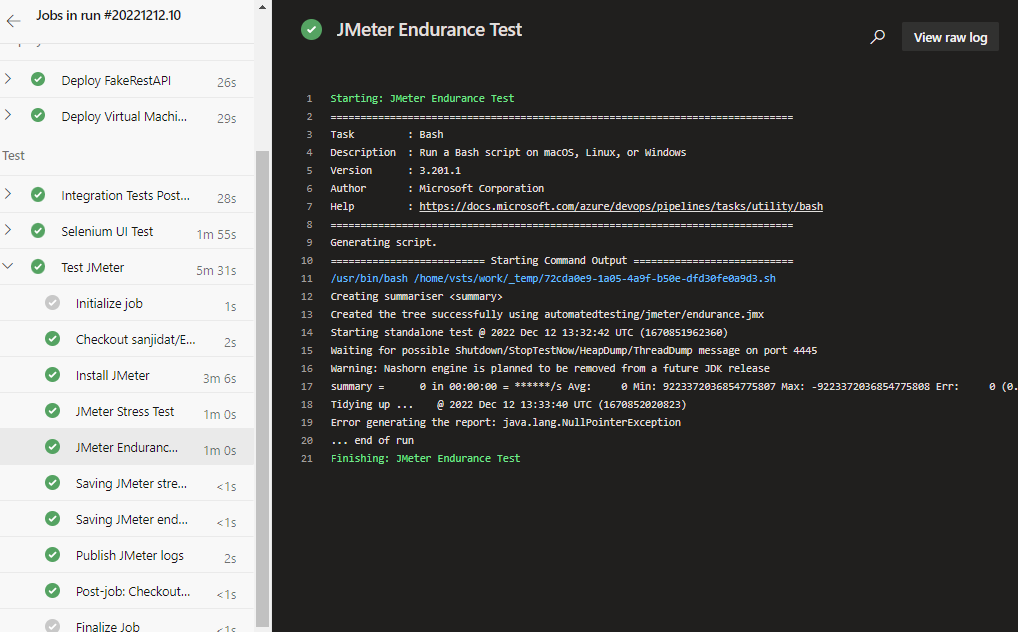 Jobs in run #20221212.10
Deploy FakeRestAPI 26s
Deploy Virtual Machi... 29s
Test
Integration Tests Post... 28s
Selenium UI Test 1m 55s
Test JMeter 5m 31s
Initialize job 1s
Checkout sanjidat/E... 2s
Install JMeter 3m 6s
JMeter Stress Test 1m 0s
JMeter Enduranc... 1m 0s
Saving JMeter stre... <1s
Saving JMeter end... <1s
Publish JMeter logs 2s
Post-job: Checkout... <1s
Finalize Job <1s
JMeter Endurance Test
View raw log
1 Starting: JMeter Endurance Test
2 ==============================================================================
3 Task         : Bash
4 Description  : Run a Bash script on macOS, Linux, or Windows
5 Version      : 3.201.1
6 Author       : Microsoft Corporation
7 Help         : https://docs.microsoft.com/azure/devops/pipelines/tasks/utility/bash
8 ==============================================================================
9 Generating script.
10 ========================== Starting Command Output ===========================
11 /usr/bin/bash /home/vsts/work/_temp/72cda0e9-1a05-4a9f-b50e-dfd30fe0a9d3.sh
12 Creating summariser <summary>
13 Created the tree successfully using automatedtesting/jmeter/endurance.jmx
14 Starting standalone test @ 2022 Dec 12 13:32:42 UTC (1670851962360)
15 Waiting for possible Shutdown/StopTestNow/HeapDump/ThreadDump message on port 4445
16 Warning: Nashorn engine is planned to be removed from a future JDK release
17 summary =      0 in 00:00:00 = ******/s Avg:     0 Min: 9223372036854775807 Max: -9223372036854775808 Err:     0 (0.
18 Tidying up ...    @ 2022 Dec 12 13:33:40 UTC (1670852020823)
19 Error generating the report: java.lang.NullPointerException
20 ... end of run
21 Finishing: JMeter Endurance Test